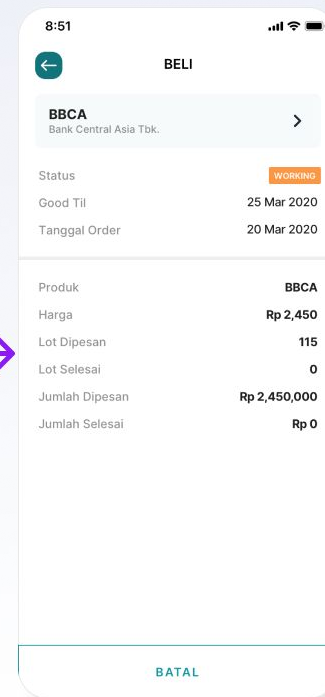 8:51
BELI
BBCA
Bank Central Asia Tbk.
Status WORKING
Good Til 25 Mar 2020
Tanggal Order 20 Mar 2020
Produk BBCA
Harga Rp 2,450
Lot Dipesan 115
Lot Selesai 0
Jumlah Dipesan Rp 2,450,000
Jumlah Selesai Rp 0
BATAL